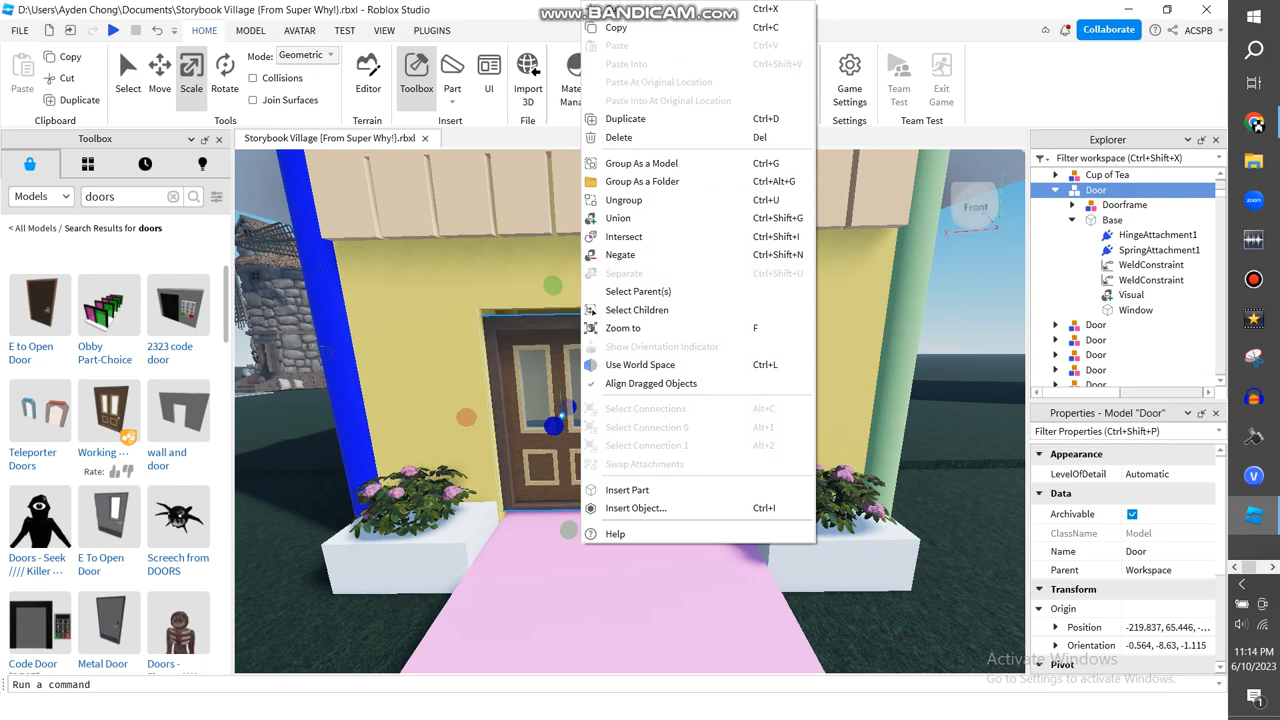 D:\Users\Ayden Chong\Documents\Storybook Village {From Super Why!}.rbxl - Roblox Studio
WWW.BANDICAM.COM
FILE
HOME
MODEL
AVATAR
TEST
VIEW
PLUGINS
Collaborate
ACSPB
Paste
Copy
Cut
Duplicate
Clipboard
Select
Move
Scale
Rotate
Tools
Mode:
Geometric
Collisions
Join Surfaces
Editor
Terrain
Toolbox
Part
UI
Insert
Import
3D
File
Game
Settings
Settings
Team
Test
Exit
Game
Team Test
Toolbox
Models
doors
< All Models / Search Results for doors
E to Open
Door
Obby
Part-Choice
2323 code
door
Teleporter
Doors
Working ...
Rate:
wall and
door
Doors - Seek
//// Killer ...
E To Open
Door
Screech from
DOORS
Code Door
Metal Door
Doors -
Storybook Village {From Super Why!}.rbxl
Ctrl+X
Copy Ctrl+C
Paste Ctrl+V
Paste Into Ctrl+Shift+V
Paste At Original Location
Paste Into At Original Location
Duplicate Ctrl+D
Delete Del
Group As a Model Ctrl+G
Group As a Folder Ctrl+Alt+G
Ungroup Ctrl+U
Union Ctrl+Shift+G
Intersect Ctrl+Shift+I
Negate Ctrl+Shift+N
Separate Ctrl+Shift+U
Select Parent(s)
Select Children
Zoom to F
Show Orientation Indicator
Use World Space Ctrl+L
Align Dragged Objects
Select Connections Alt+C
Select Connection 0 Alt+1
Select Connection 1 Alt+2
Swap Attachments
Insert Part
Insert Object... Ctrl+I
Help
Front
X
Y
Explorer
Filter workspace (Ctrl+Shift+X)
Cup of Tea
Door
Doorframe
Base
HingeAttachment1
SpringAttachment1
WeldConstraint
WeldConstraint
Visual
Window
Door
Door
Door
Door
Door
Properties - Model "Door"
Filter Properties (Ctrl+Shift+P)
Appearance
LevelOfDetail Automatic
Data
Archivable
ClassName Model
Name Door
Parent Workspace
Transform
Origin
Position -219.837, 65.446, -...
Orientation -0.564, -8.63, -1.115
Pivot
Activate Windows
Go to Settings to activate Windows.
Run a command
zoom
V
11:14 PM
6/10/2023
1